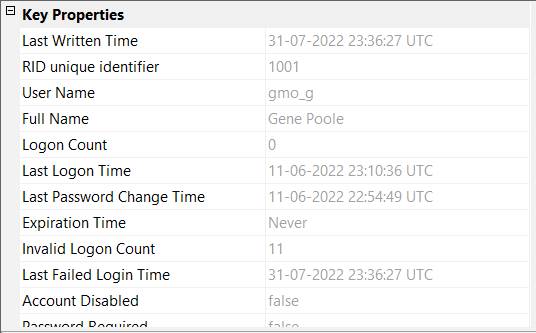 Key Properties
Last Written Time 31-07-2022 23:36:27 UTC
RID unique identifier 1001
User Name gmo_g
Full Name Gene Poole
Logon Count 0
Last Logon Time 11-06-2022 23:10:36 UTC
Last Password Change Time 11-06-2022 22:54:49 UTC
Expiration Time Never
Invalid Logon Count 11
Last Failed Login Time 31-07-2022 23:36:27 UTC
Account Disabled false
Password Required false